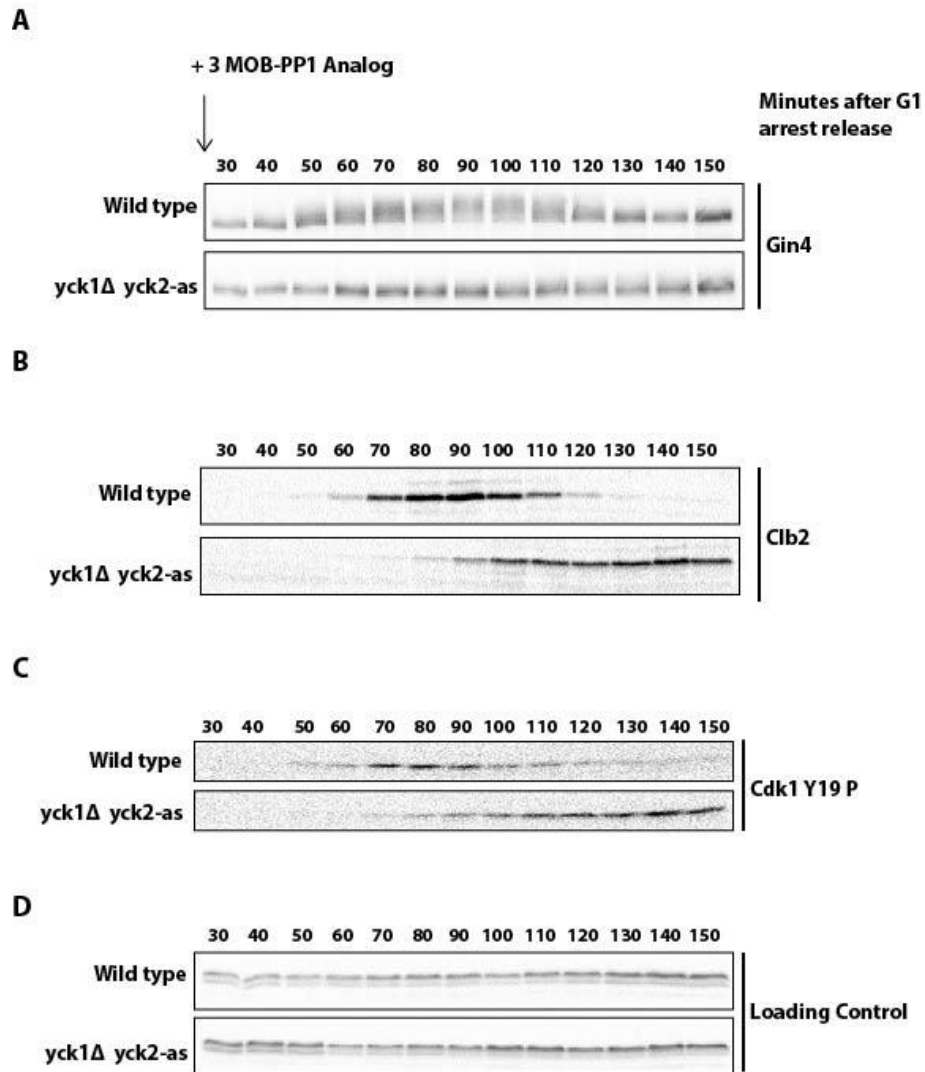 A
+ 3 MOB-PP1 Analog
Minutes after G1
arrest release
30 40 50 60 70 80 90 100 110 120 130 140 150
Wild type
yck1Δ yck2-as
Gin4
B
30 40 50 60 70 80 90 100 110 120 130 140 150
Wild type
yck1Δ yck2-as
Clb2
C
30 40 50 60 70 80 90 100 110 120 130 140 150
Wild type
yck1Δ yck2-as
Cdk1 Y19 P
D
30 40 50 60 70 80 90 100 110 120 130 140 150
Wild type
yck1Δ yck2-as
Loading Control